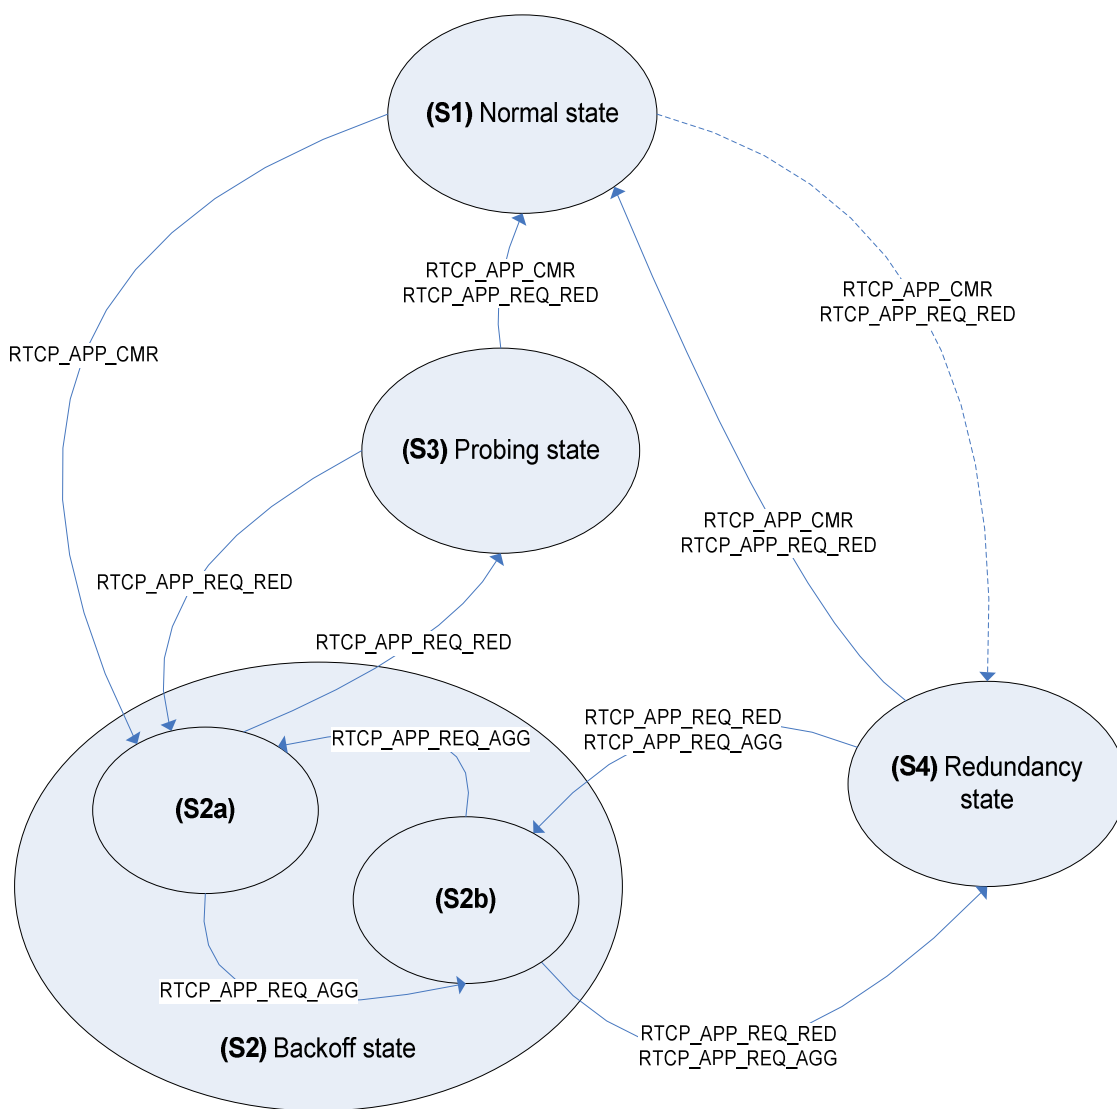 (S1) Normal state
RTCP_APP_CMR
RTCP_APP_REQ_RED
RTCP_APP_CMR
RTCP_APP_REQ_RED
RTCP_APP_CMR
(S3) Probing state
RTCP_APP_CMR
RTCP_APP_REQ_RED
RTCP_APP_REQ_RED
RTCP_APP_REQ_RED
RTCP_APP_REQ_RED
RTCP_APP_REQ_AGG
RTCP_APP_REQ_AGG
(S4) Redundancy
state
(S2a)
(S2b)
RTCP_APP_REQ_AGG
(S2) Backoff state
RTCP_APP_REQ_RED
RTCP_APP_REQ_AGG